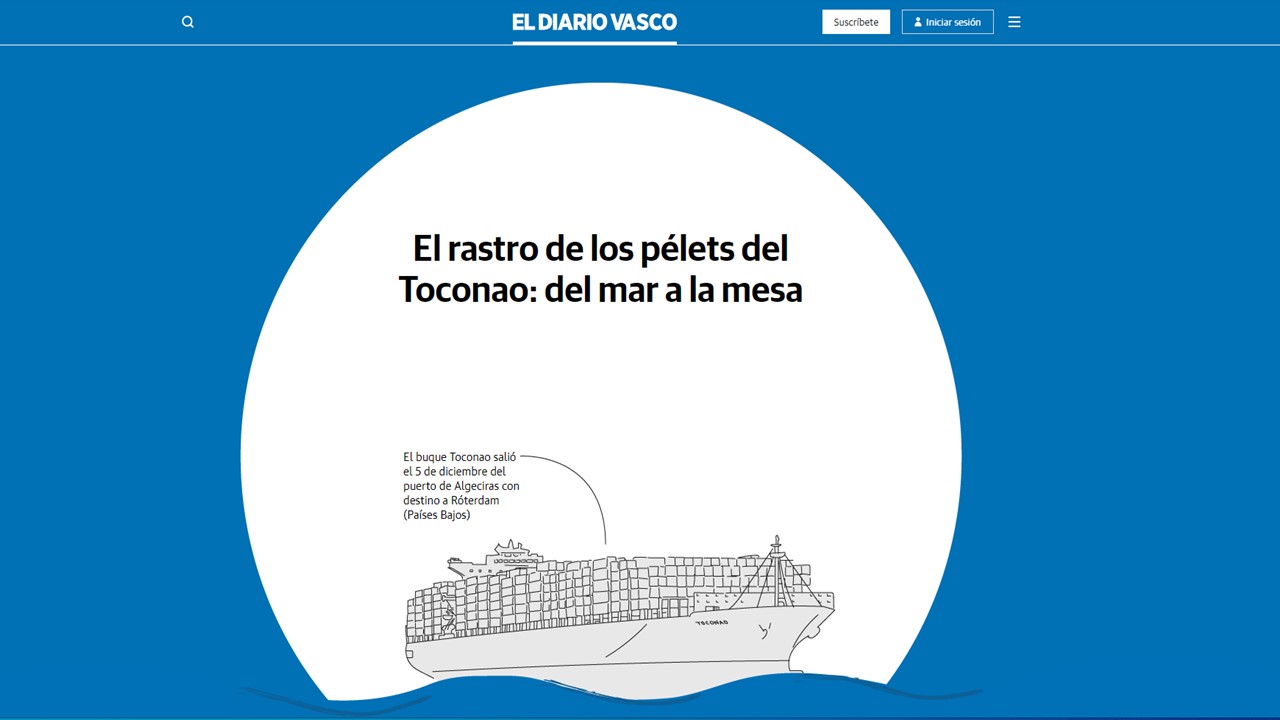 EL DIARIO VASCO
Suscríbete
Iniciar sesión
El rastro de los pélets del
Toconao: del mar a la mesa
El buque Toconao salió
el 5 de diciembre del
puerto de Algeciras con
destino a Róterdam
(Países Bajos)
TOCONAO